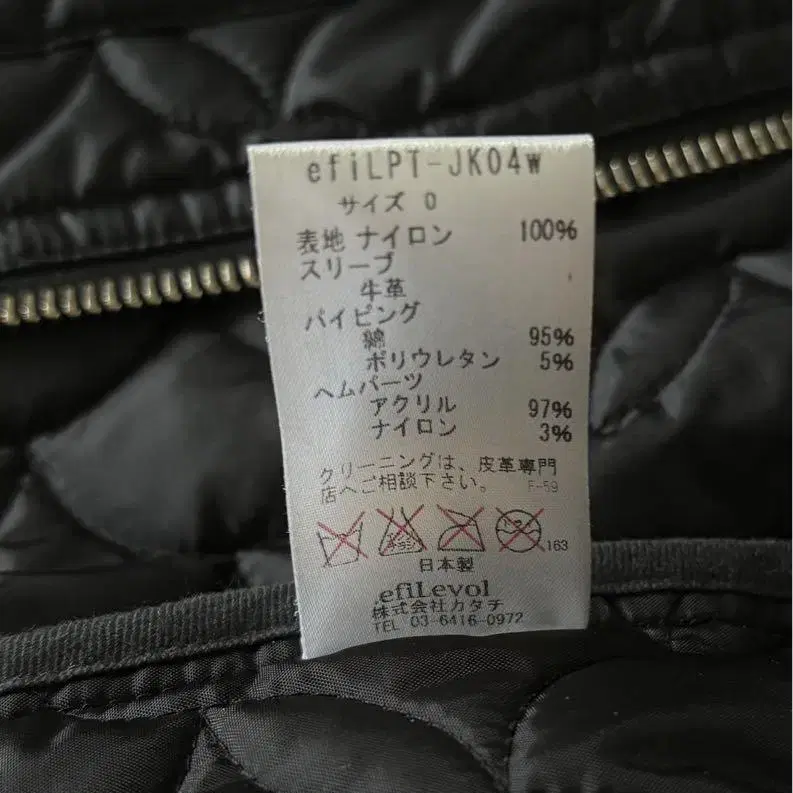 efiLPT-JK04w
サイズ 0
表地 ナイロン 100%
スリーブ
牛革
パイピング
綿 95%
ポリウレタン 5%
ヘムパーツ
アクリル 97%
ナイロン 3%
クリーニングは、皮革専門
店へご相談下さい。 F-59
163
日本製
efiLevol
株式会社カタチ
TEL 03-6416-0972